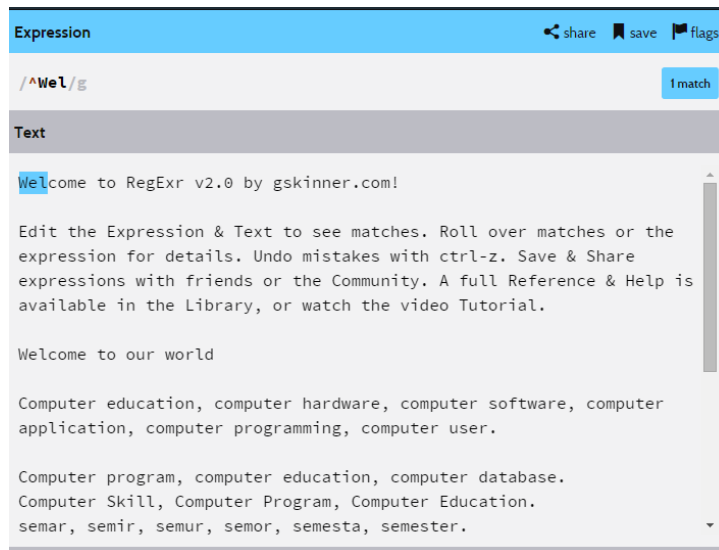 Expression share save flags
/^Wel/g 1 match
Text
Welcome to RegExr v2.0 by gskinner.com!
Edit the Expression & Text to see matches. Roll over matches or the
expression for details. Undo mistakes with ctrl-z. Save & Share
expressions with friends or the Community. A full Reference & Help is
available in the Library, or watch the video Tutorial.
Welcome to our world
Computer education, computer hardware, computer software, computer
application, computer programming, computer user.
Computer program, computer education, computer database.
Computer Skill, Computer Program, Computer Education.
semar, semir, semur, semor, semesta, semester.